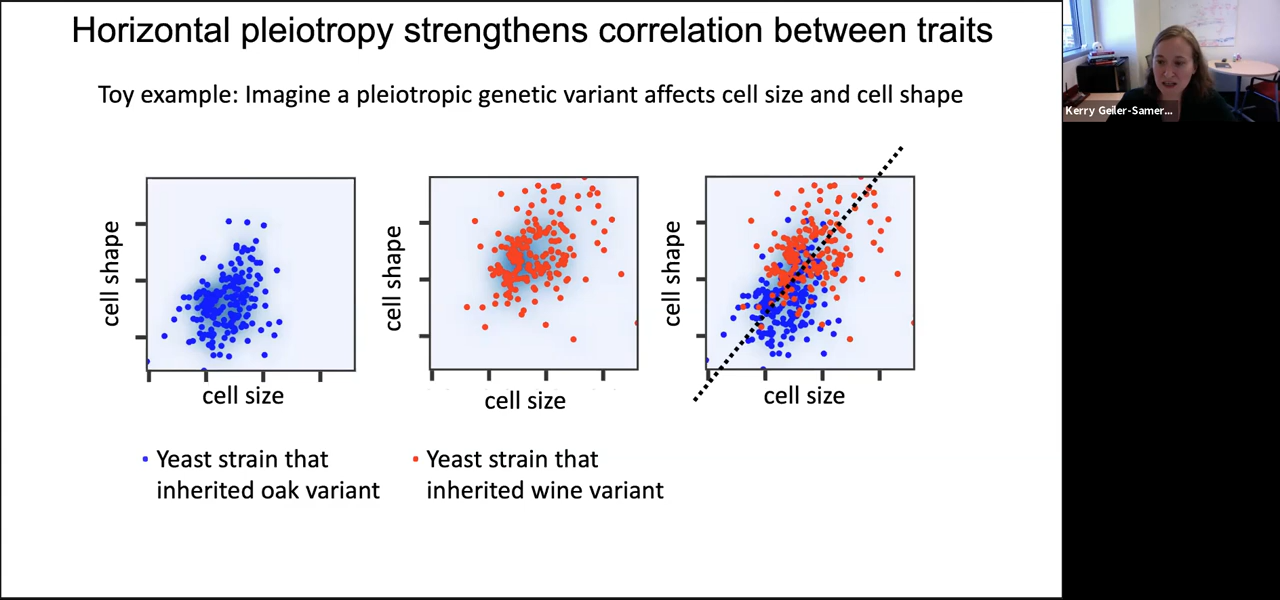 Horizontal pleiotropy strengthens correlation between traits
Toy example: Imagine a pleiotropic genetic variant affects cell size and cell shape
cell shape
cell size
cell shape
cell size
cell shape
cell size
Yeast strain that
inherited oak variant
Yeast strain that
inherited wine variant
Kerry Geiler-Samer...